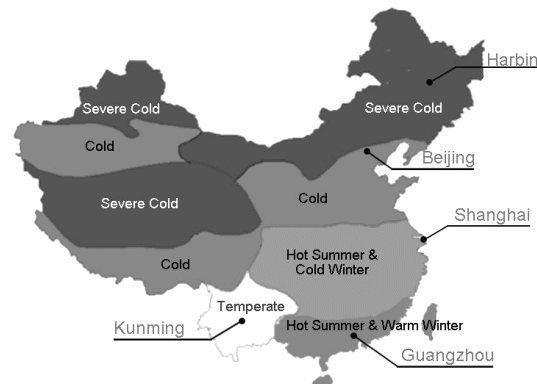 Harbin
Severe Cold
Severe Cold
Cold
Beijing
Severe Cold
Cold
Shanghai
Hot Summer &
Cold Winter
Cold
Temperate
Kunming
Hot Summer & Warm Winter
Guangzhou